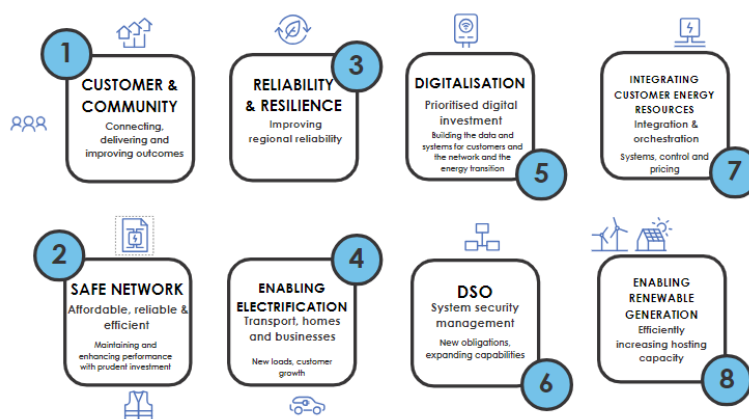 1
CUSTOMER &
COMMUNITY
Connecting,
delivering and
improving outcomes
3
RELIABILITY
& RESILIENCE
Improving
regional reliability
DIGITALISATION
Prioritised digital
investment
Building the data and
systems for customers and
the network and the
energy transition
5
INTEGRATING
CUSTOMER ENERGY
RESOURCES
Integration &
orchestration
Systems, control and
pricing
7
2
SAFE NETWORK
Affordable, reliable &
efficient
Maintaining and
enhancing performance
with prudent investment
4
ENABLING
ELECTRIFICATION
Transport, homes
and businesses
New loads, customer
growth
DSO
System security
management
New obligations,
expanding capabilities
6
ENABLING
RENEWABLE
GENERATION
Efficiently
increasing hosting
capacity
8